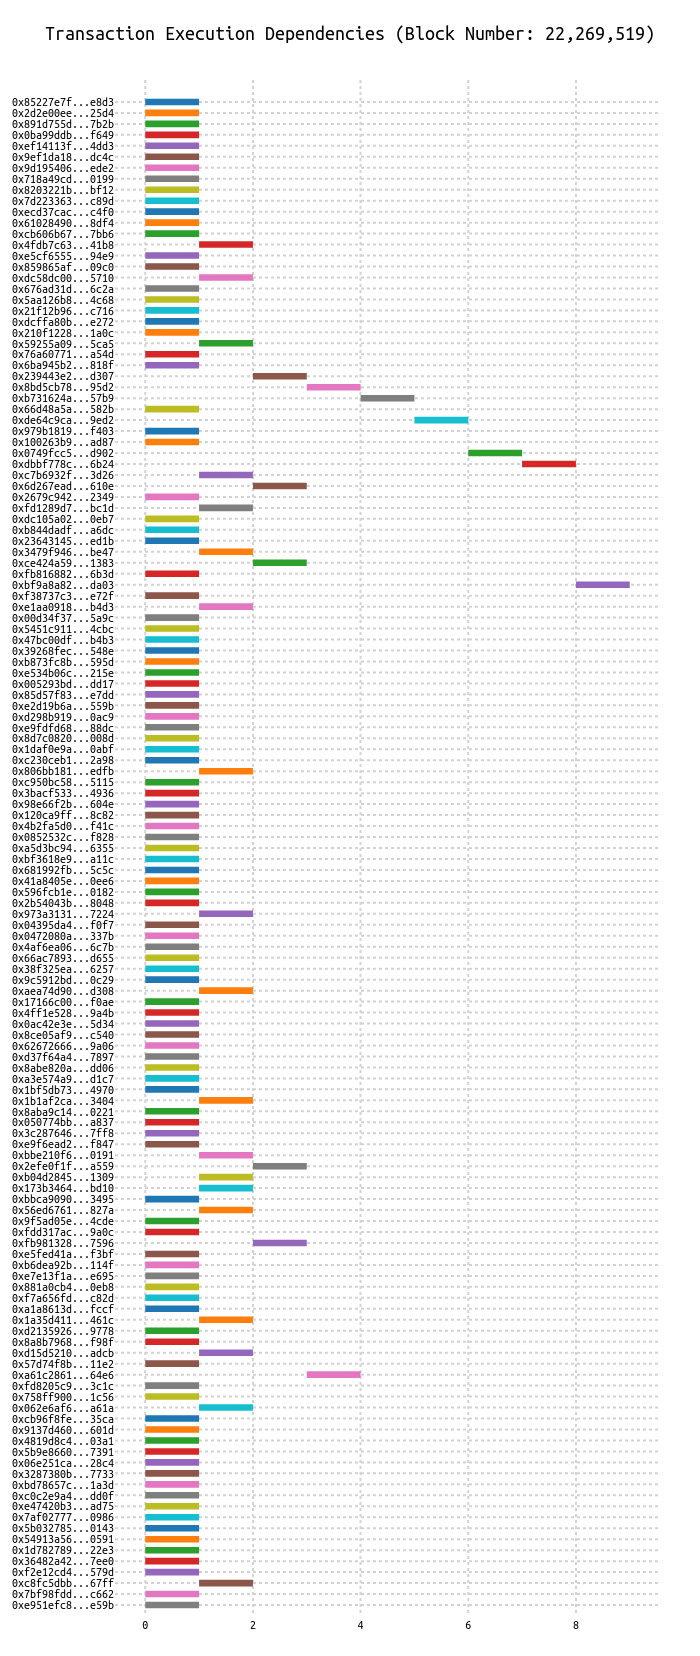 Transaction Execution Dependencies (Block Number: 22,269,519)
0x85227e7f...e8d3
0x2d2e00ee...25d4
0x891d755d...7b2b
0x0ba99ddb...f649
0xef14113f...4dd3
0x9ef1da18...dc4c
0x9d195406...ede2
0x718a49cd...0199
0x8203221b...bf12
0x7d223363...c89d
0xecd37cac...c4f0
0x61028490...8df4
0xcb606b67...7bb6
0x4fdb7c63...41b8
0xe5cf6555...94e9
0x859865af...09c0
0xdc58dc00...5710
0x676ad31d...6c2a
0x5aa126b8...4c68
0x21f12b96...c716
0xdcffa80b...e272
0x210f1228...1a0c
0x59255a09...5ca5
0x76a60771...a54d
0x6ba945b2...818f
0x239443e2...d307
0x8bd5cb78...95d2
0xb731624a...57b9
0x66d48a5a...582b
0xde64c9ca...9ed2
0x979b1819...f403
0x100263b9...ad87
0x0749fcc5...d902
0xdbbf778c...6b24
0xc7b6932f...3d26
0x6d267ead...610e
0x2679c942...2349
0xfd1289d7...bc1d
0xdc105a02...0eb7
0xb844dadf...a6dc
0x23643145...ed1b
0x3479f946...be47
0xce424a59...1383
0xfb816882...6b3d
0xbf9a8a82...da03
0xf38737c3...e72f
0xe1aa0918...b4d3
0x00d34f37...5a9c
0x5451c911...4cbc
0x47bc00df...b4b3
0x39268fec...548e
0xb873fc8b...595d
0xe534b06c...215e
0x005293bd...dd17
0x85d57f83...e7dd
0xe2d19b6a...559b
0xd298b919...0ac9
0xe9fdfd68...88dc
0x8d7c0820...008d
0x1daf0e9a...0abf
0xc230ceb1...2a98
0x806bb181...edfb
0xc950bc58...5115
0x3bacf533...4936
0x98e66f2b...604e
0x120ca9ff...8c82
0x4b2fa5d0...f41c
0x0852532c...f828
0xa5d3bc94...6355
0xbf3618e9...a11c
0x681992fb...5c5c
0x41a8405e...0ee6
0x596fcb1e...0182
0x2b54043b...8048
0x973a3131...7224
0x04395da4...f0f7
0x0472080a...337b
0x4af6ea06...6c7b
0x66ac7893...d655
0x38f325ea...6257
0x9c5912bd...0c29
0xaea74d90...d308
0x17166c00...f0ae
0x4ff1e528...9a4b
0x0ac42e3e...5d34
0x8ce05af9...c540
0x62672666...9a06
0xd37f64a4...7897
0x8abe820a...dd06
0xa3e574a9...d1c7
0x1bf5db73...4970
0x1b1af2ca...3404
0x8aba9c14...0221
0x050774bb...a837
0x3c287646...7ff8
0xe9f6ead2...f847
0xbbe210f6...0191
0x2efe0f1f...a559
0xb04d2845...1309
0x173b3464...bd10
0xbbca9090...3495
0x56ed6761...827a
0x9f5ad05e...4cde
0xfdd317ac...9a0c
0xfb981328...7596
0xe5fed41a...f3bf
0xb6dea92b...114f
0xe7e13f1a...e695
0x881a0cb4...0eb8
0xf7a656fd...c82d
0xa1a8613d...fccf
0x1a35d411...461c
0xd2135926...9778
0x8a8b7968...f98f
0xd15d5210...adcb
0x57d74f8b...11e2
0xa61c2861...64e6
0xfd8205c9...3c1c
0x758ff900...1c56
0x062e6af6...a61a
0xcb96f8fe...35ca
0x9137d460...601d
0x4819d8c4...03a1
0x5b9e8660...7391
0x06e251ca...28c4
0x3287380b...7733
0xbd78657c...1a3d
0xc0c2e9a4...dd0f
0xe47420b3...ad75
0x7af02777...0986
0x5b032785...0143
0x54913a56...0591
0x1d782789...22e3
0x36482a42...7ee0
0xf2e12cd4...579d
0xc8fc5dbb...67ff
0x7bf98fdd...c662
0xe951efc8...e59b
0 2 4 6 8